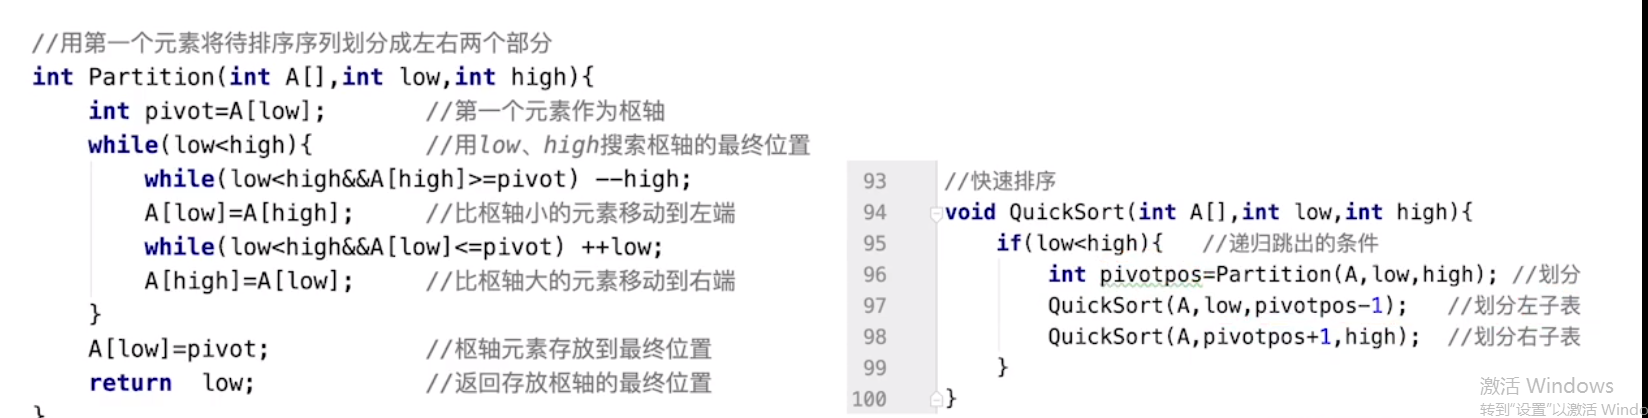 //用第一个元素将待排序序列划分成左右两个部分
int Partition(int A[],int low,int high){
    int pivot=A[low];        //第一个元素作为枢轴
    while(low<high){        //用low、high搜索枢轴的最终位置
        while(low<high&&A[high]>=pivot) --high;
        A[low]=A[high];     //比枢轴小的元素移动到左端
        while(low<high&&A[low]<=pivot) ++low;
        A[high]=A[low];     //比枢轴大的元素移动到右端
    }
    A[low]=pivot;           //枢轴元素存放到最终位置
    return  low;            //返回存放枢轴的最终位置
}
93 //快速排序
94 void QuickSort(int A[],int low,int high){
95     if(low<high){   //递归跳出的条件
96         int pivotpos=Partition(A,low,high); //划分
97         QuickSort(A,low,pivotpos-1);   //划分左子表
98         QuickSort(A,pivotpos+1,high);  //划分右子表
99     }
100 }
激活 Windows
转到"设置"以激活 Windo